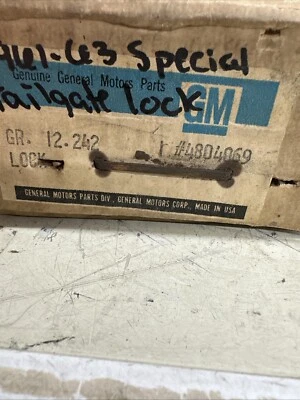 1961-63 Special
Genuine General Motors Parts
Tailgate lock
GM
GR. 12.242 #4804069
LOCK
GENERAL MOTORS PARTS DIV., GENERAL MOTORS CORP., MADE IN USA